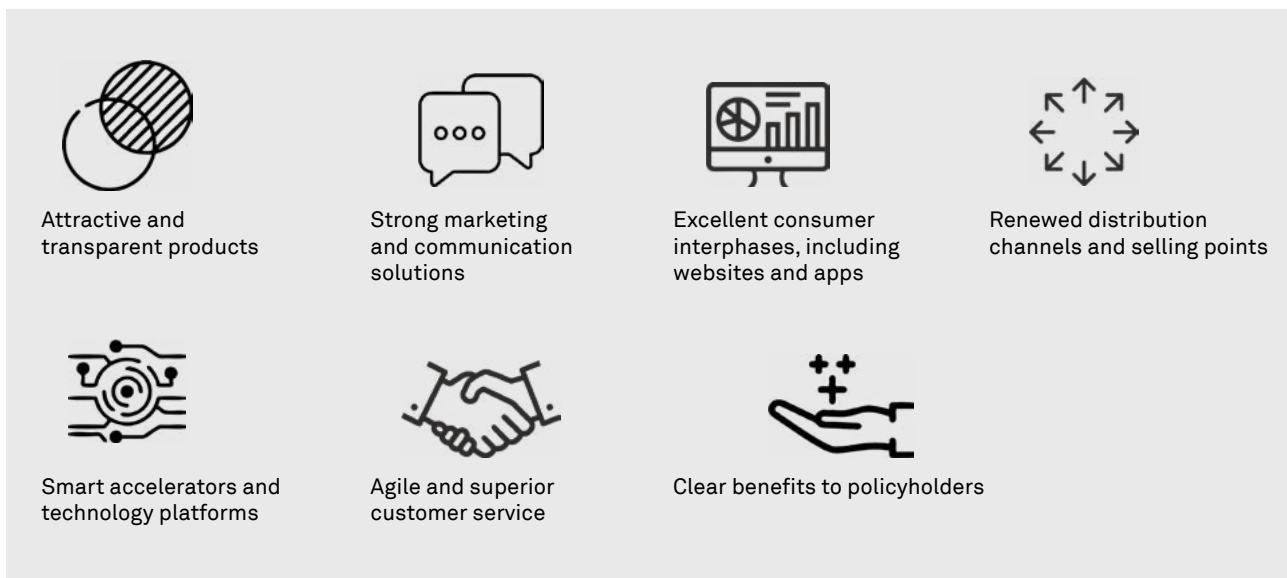 Attractive and
transparent products
Strong marketing
and communication
solutions
Excellent consumer
interphases, including
websites and apps
Renewed distribution
channels and selling points
Smart accelerators and
technology platforms
Agile and superior
customer service
Clear benefits to policyholders